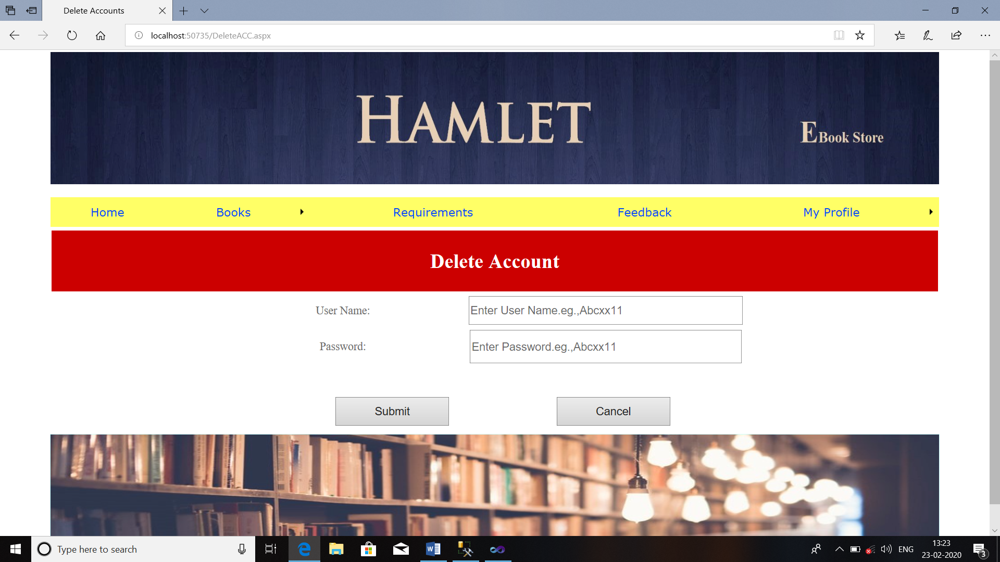 Delete Accounts
localhost:50735/DeleteACC.aspx
HAMLET
EBook Store
Home Books Requirements Feedback My Profile
Delete Account
User Name: Enter User Name.eg.,Abcxx11
Password: Enter Password.eg.,Abcxx11
Submit Cancel
Type here to search
ENG
13:23
23-02-2020
3